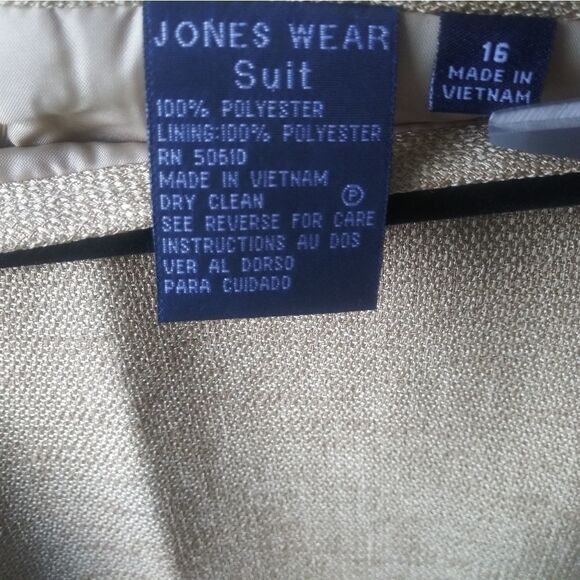 JONES WEAR
Suit
100% POLYESTER
LINING:100% POLYESTER
RN 50610
MADE IN VIETNAM
DRY CLEAN Ⓟ
SEE REVERSE FOR CARE
INSTRUCTIONS AU DOS
VER AL DORSO
PARA CUIDADO
16
MADE IN
VIETNAM